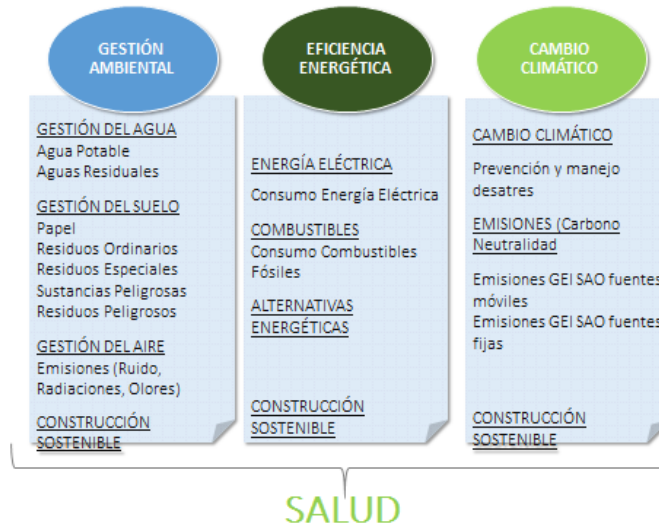 GESTIÓN
AMBIENTAL
GESTIÓN DEL AGUA
Agua Potable
Aguas Residuales
GESTIÓN DEL SUELO
Papel
Residuos Ordinarios
Residuos Especiales
Sustancias Peligrosas
Residuos Peligrosos
GESTIÓN DEL AIRE
Emisiones (Ruido,
Radiaciones, Olores)
CONSTRUCCIÓN
SOSTENIBLE
EFICIENCIA
ENERGÉTICA
ENERGÍA ELÉCTRICA
Consumo Energía Eléctrica
COMBUSTIBLES
Consumo Combustibles
Fósiles
ALTERNATIVAS
ENERGÉTICAS
CONSTRUCCIÓN
SOSTENIBLE
CAMBIO
CLIMÁTICO
CAMBIO CLIMÁTICO
Prevención y manejo
desatres
EMISIONES (Carbono
Neutralidad
Emisiones GEI SAO fuentes
móviles
Emisiones GEI SAO fuentes
fijas
CONSTRUCCIÓN
SOSTENIBLE
SALUD